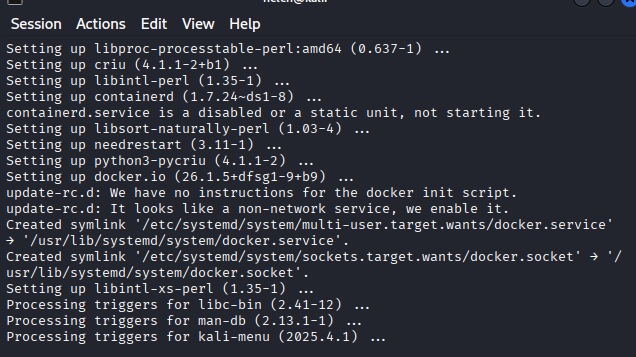 Session Actions Edit View Help
Setting up libproc-processtable-perl:amd64 (0.637-1) ...
Setting up criu (4.1.1-2+b1) ...
Setting up libintl-perl (1.35-1) ...
Setting up containerd (1.7.24~ds1-8) ...
containerd.service is a disabled or a static unit, not starting it.
Setting up libsort-naturally-perl (1.03-4) ...
Setting up needrestart (3.11-1) ...
Setting up python3-pycriu (4.1.1-2) ...
Setting up docker.io (26.1.5+dfsg1-9+b9) ...
update-rc.d: We have no instructions for the docker init script.
update-rc.d: It looks like a non-network service, we enable it.
Created symlink '/etc/systemd/system/multi-user.target.wants/docker.service'
→ '/usr/lib/systemd/system/docker.service'.
Created symlink '/etc/systemd/system/sockets.target.wants/docker.socket' → '/
usr/lib/systemd/system/docker.socket'.
Setting up libintl-xs-perl (1.35-1) ...
Processing triggers for libc-bin (2.41-12) ...
Processing triggers for man-db (2.13.1-1) ...
Processing triggers for kali-menu (2025.4.1) ...